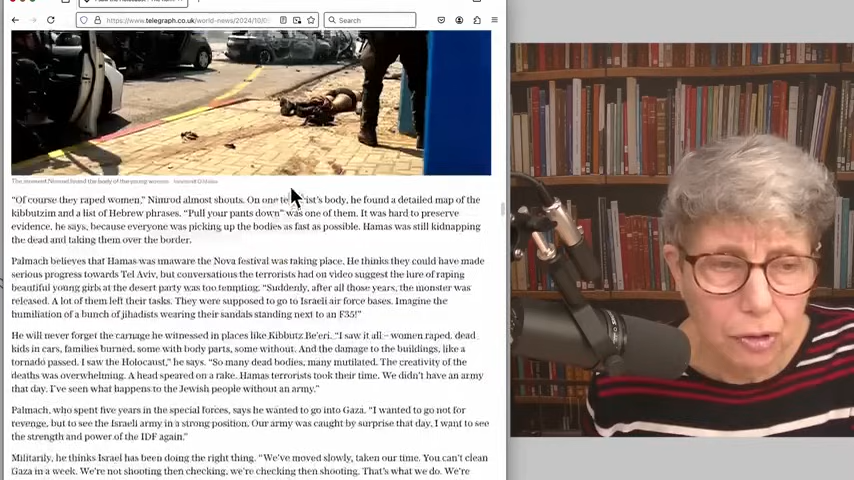 https://www.telegraph.co.uk/world-news/2024/10/0
Search
"Of course they raped women," Nimrod almost shouts. On one te ist's body, he found a detailed map of the
kibbutzim and a list of Hebrew phrases. "Pull your pants down" was one of them. It was hard to preserve
evidence, he says, because everyone was picking up the bodies as fast as possible. Hamas was still kidnapping
the dead and taking them over the border.
Palmach believes that Hamas was unaware the Nova festival was taking place. He thinks they could have made
serious progress towards Tel Aviv, but conversations the terrorists had on video suggest the lure of raping
beautiful young girls at the desert party was too tempting. "Suddenly, after all those years, the monster was
released. A lot of them left their tasks. They were supposed to go to Israeli air force bases. Imagine the
humiliation of a bunch of jihadists wearing their sandals standing next to an F35!"
He will never forget the carnage he witnessed in places like Kibbutz Be'eri. "I saw it all – women raped, dead
kids in cars, families burned, some with body parts, some without. And the damage to the buildings, like a
tornado passed. I saw the Holocaust," he says. "So many dead bodies, many mutilated. The creativity of the
deaths was overwhelming. A head speared on a rake. Hamas terrorists took their time. We didn't have an army
that day. I've seen what happens to the Jewish people without an army."
Palmach, who spent five years in the special forces, says he wanted to go into Gaza. "I wanted to go not for
revenge, but to see the Israeli army in a strong position. Our army was caught by surprise that day, I want to see
the strength and power of the IDF again."
Militarily, he thinks Israel has been doing the right thing. "We've moved slowly, taken our time. You can't clean
Gaza in a week. We're not shooting then checking, we're checking then shooting. That's what we do. We're